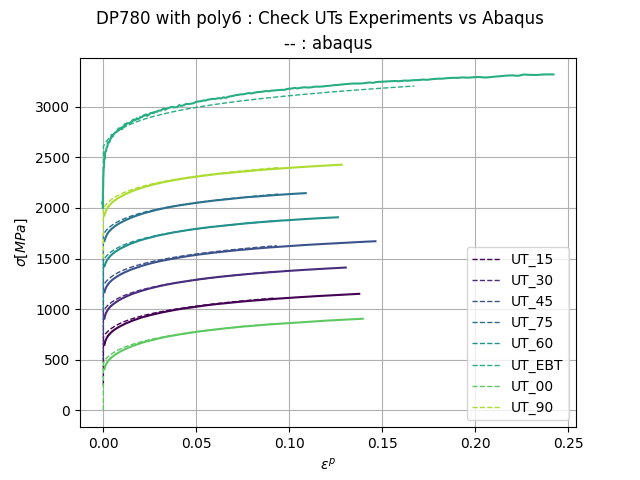 DP780 with poly6 : Check UTs Experiments vs Abaqus
-- : abaqus
3000
2500
2000
1500
1000
500
0
σ[MPa]
0.00 0.05 0.10 0.15 0.20 0.25
ε^p
UT_15
UT_30
UT_45
UT_75
UT_60
UT_EBT
UT_00
UT_90